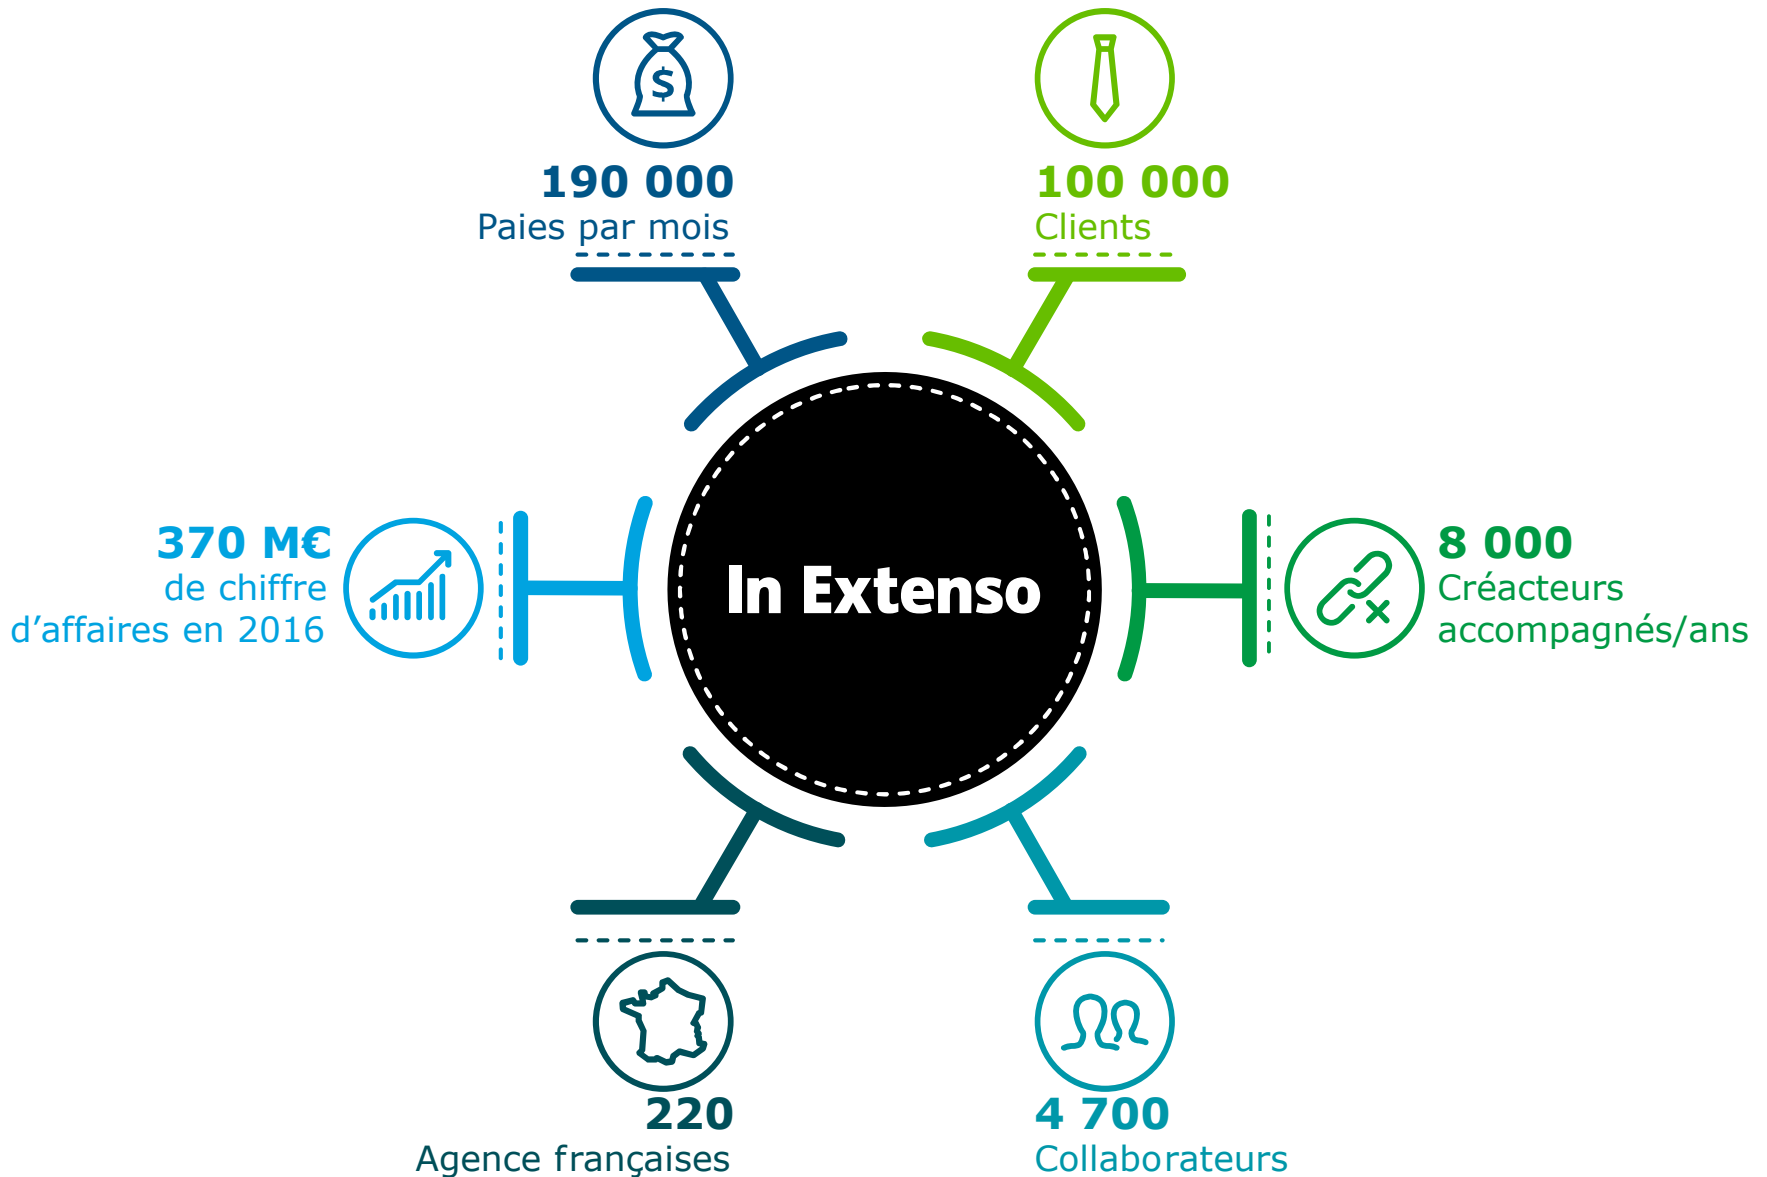 $
190 000
Paies par mois
100 000
Clients
370 M€
de chiffre
d’affaires en 2016
In Extenso
8 000
Créacteurs
accompagnés/ans
220
Agence françaises
4 700
Collaborateurs